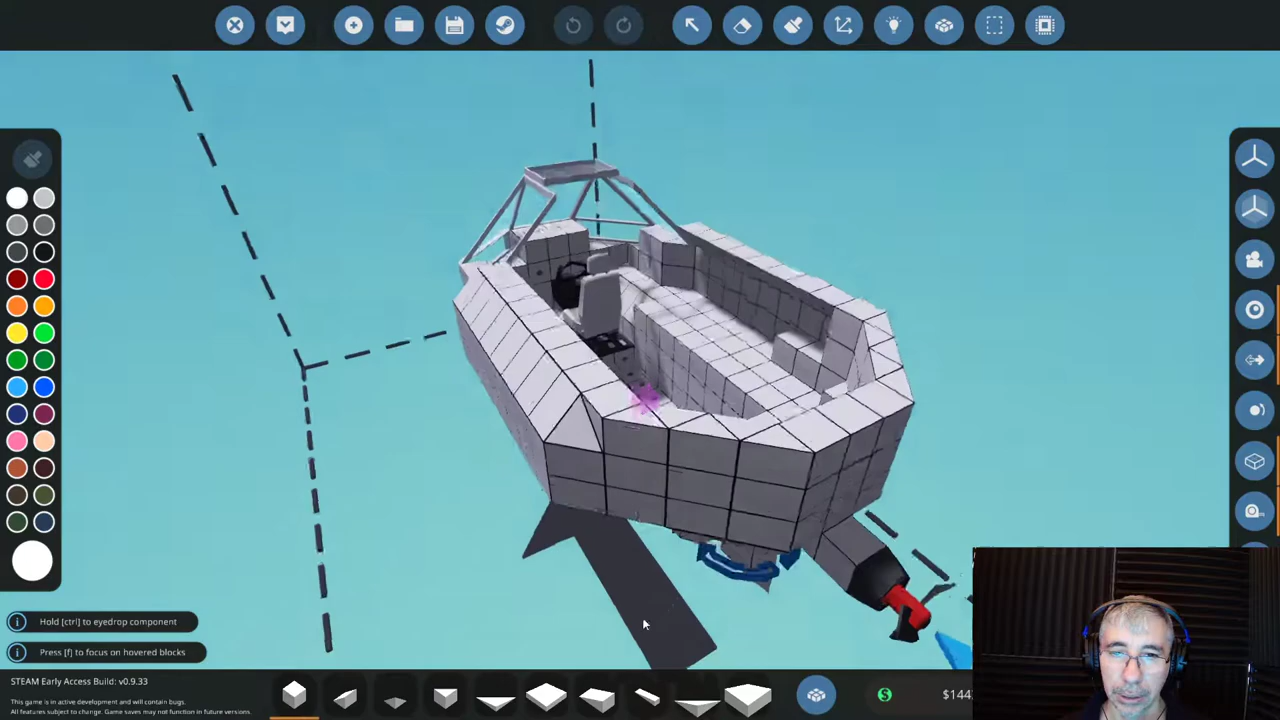 Hold [ctrl] to eyedrop component
Press [f] to focus on hovered blocks
STEAM Early Access Build: v0.9.33
This game is in active development and will contain bugs.
All features subject to change. Game saves may not function in future versions.
$144